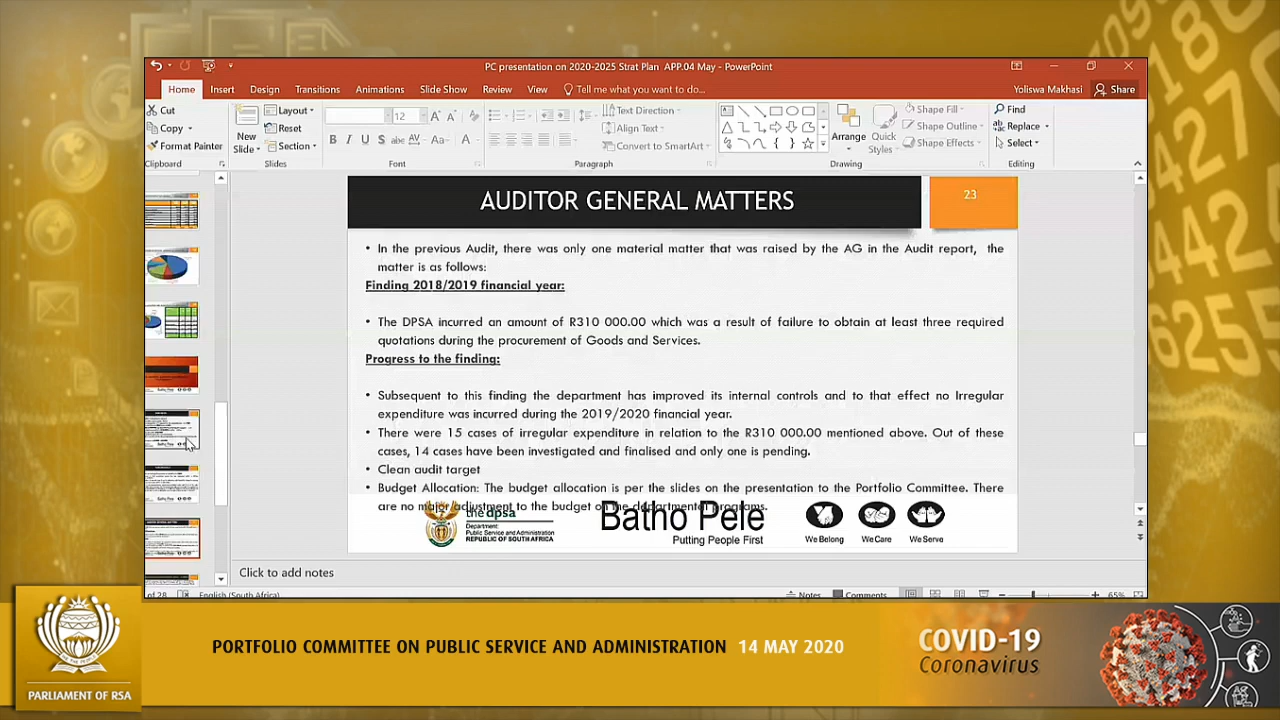 PC presentation on 2020-2025 Strat Plan APP.04 May - PowerPoint
Home Insert Design Transitions Animations Slide Show Review View Tell me what you want to do... Yoliswa Makhasi Share
Cut
Copy
Format Painter
Clipboard
New
Slide
Layout
Reset
Section
Slides
12
B I U S abc AV Aa A
Font
Text Direction
Align Text
Convert to SmartArt
Paragraph
Arrange
Quick
Styles
Shape Fill
Shape Outline
Shape Effects
Drawing
Find
Replace
Select
Editing
AUDITOR GENERAL MATTERS
23
• In the previous Audit, there was only one material matter that was raised by the AG in the Audit report, the
matter is as follows:
Finding 2018/2019 financial year:
• The DPSA incurred an amount of R310 000.00 which was a result of failure to obtain at least three required
quotations during the procurement of Goods and Services.
Progress to the finding:
• Subsequent to this finding the department has improved its internal controls and to that effect no Irregular
expenditure was incurred during the 2019/2020 financial year.
• There were 15 cases of irregular expenditure in relation to the R310 000.00 mentioned above. Out of these
cases, 14 cases have been investigated and finalised and only one is pending.
• Clean audit target
• Budget Allocation: The budget allocation is per the slides on the presentation to the Portfolio Committee. There
are no major adjustment to the budget on the departmental programs.
the dpsa
Department:
Public Service and Administration
REPUBLIC OF SOUTH AFRICA
Batho Pele
Putting People First
We Belong We Care We Serve
Click to add notes
of 28 English (South Africa) Notes Comments 65%
PORTFOLIO COMMITTEE ON PUBLIC SERVICE AND ADMINISTRATION 14 MAY 2020
COVID-19
Coronavirus
PARLIAMENT OF RSA